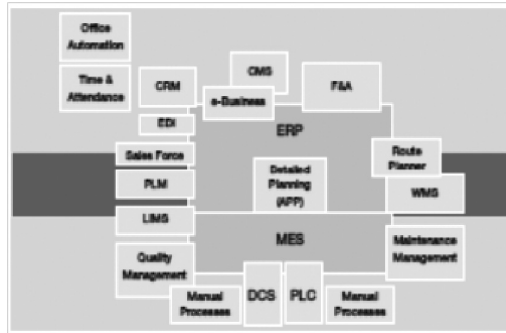 Office
Automation
Time &
Attendance
CRM
CMS
e-Business
F&A
EDI
ERP
Sales Force
Route
Planner
PLM
Detailed
Planning
(APP)
WMS
LIMS
MES
Quality
Management
Maintenance
Management
Manual
Processes
DCS
PLC
Manual
Processes